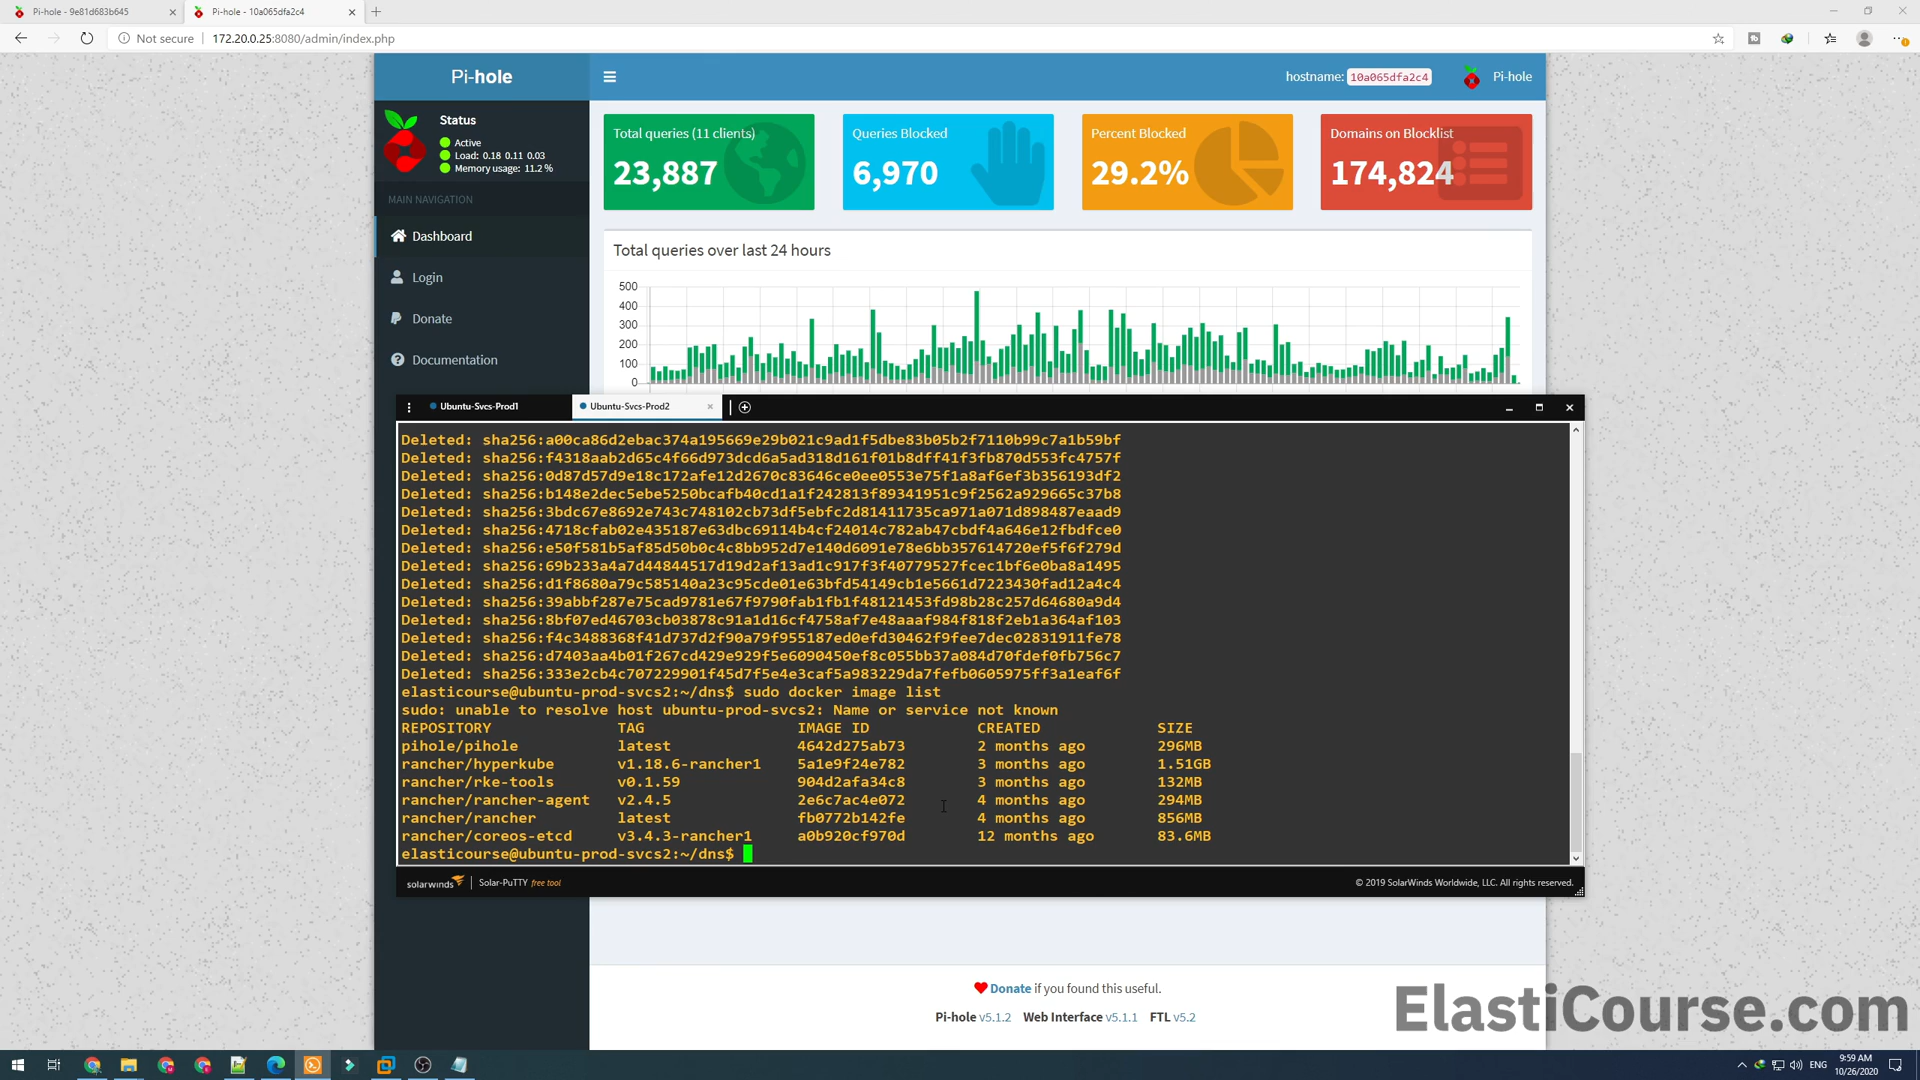 Pi-hole - 9e81d683b645
Pi-hole - 10a065dfa2c4
Not secure
172.20.0.25:8080/admin/index.php
Pi-hole
hostname: 10a065dfa2c4
Pi-hole
Status
Active
Load: 0.18 0.11 0.03
Memory usage: 11.2 %
MAIN NAVIGATION
Dashboard
Login
Donate
Documentation
Total queries (11 clients)
23,887
Queries Blocked
6,970
Percent Blocked
29.2%
Domains on Blocklist
174,824
Total queries over last 24 hours
500
400
300
200
100
0
Ubuntu-Svcs-Prod1
Ubuntu-Svcs-Prod2
Deleted: sha256:a00ca86d2ebac374a195669e29b021c9ad1f5dbe83b05b2f7110b99c7a1b59bf
Deleted: sha256:f4318aab2d65c4f66d973dcd6a5ad318d161f01b8dff41f3fb870d553fc4757f
Deleted: sha256:0d87d57d9e18c172afe12d2670c83646ce0ee0553e75f1a8af6ef3b356193df2
Deleted: sha256:b148e2dec5ebe5250bcafb40cd1a1f242813f89341951c9f2562a929665c37b8
Deleted: sha256:3bdc67e8692e743c748102cb73df5ebfc2d81411735ca971a071d898487eaad9
Deleted: sha256:4718cfab02e435187e63dbc69114b4cf24014c782ab47cbdf4a646e12fbdfce0
Deleted: sha256:e50f581b5af85d50b0c4c8bb952d7e140d6091e78e6bb357614720ef5f6f279d
Deleted: sha256:69b233a4a7d44844517d19d2af13ad1c917f3f40779527fcec1bf6e0ba8a1495
Deleted: sha256:d1f8680a79c585140a23c95cde01e63bfd54149cb1e5661d7223430fad12a4c4
Deleted: sha256:39abbf287e75cad9781e67f9790fab1fb1f48121453fd98b28c257d64680a9d4
Deleted: sha256:8bf07ed46703cb03878c91a1d16cf4758af7e48aaaf984f818f2eb1a364af103
Deleted: sha256:f4c3488368f41d737d2f90a79f955187ed0efd30462f9fee7dec02831911fe78
Deleted: sha256:d7403aa4b01f267cd429e929f5e6090450ef8c055bb37a084d70fdef0fb756c7
Deleted: sha256:333e2cb4c707229901f45d7f5e4e3caf5a983229da7fefb0605975ff3a1eaf6f
elasticourse@ubuntu-prod-svcs2:~/dns$ sudo docker image list
sudo: unable to resolve host ubuntu-prod-svcs2: Name or service not known
REPOSITORY TAG IMAGE ID CREATED SIZE
pihole/pihole latest 4642d275ab73 2 months ago 296MB
rancher/hyperkube v1.18.6-rancher1 5a1e9f24e782 3 months ago 1.51GB
rancher/rke-tools v0.1.59 904d2afa34c8 3 months ago 132MB
rancher/rancher-agent v2.4.5 2e6c7ac4e072 4 months ago 294MB
rancher/rancher latest fb0772b142fe 4 months ago 856MB
rancher/coreos-etcd v3.4.3-rancher1 a0b920cf970d 12 months ago 83.6MB
elasticourse@ubuntu-prod-svcs2:~/dns$
solarwinds | Solar-PuTTY free tool
© 2019 SolarWinds Worldwide, LLC. All rights reserved.
Donate if you found this useful.
Pi-hole v5.1.2 Web Interface v5.1.1 FTL v5.2
ElastiCourse.com
ENG
9:59 AM
10/26/2020